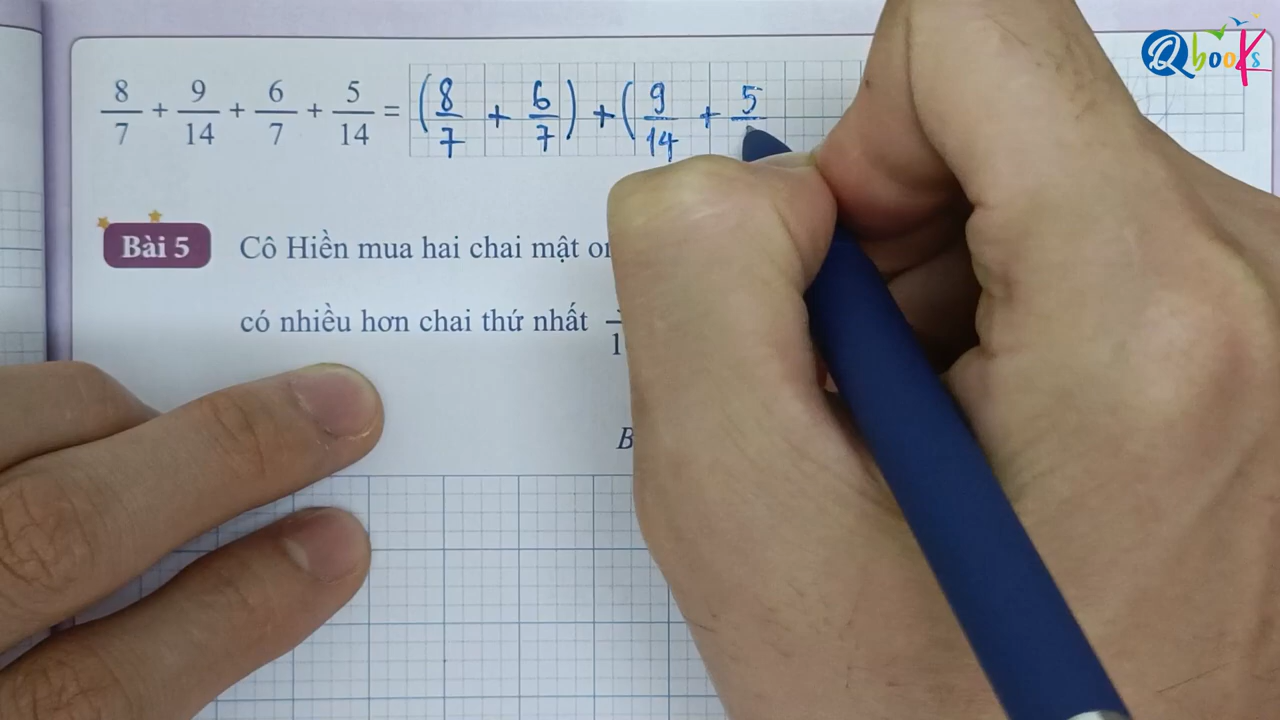 Qbooks
8/7 + 9/14 + 6/7 + 5/14 = (8/7 + 6/7) + (9/14 + 5
Bài 5 Cô Hiền mua hai chai mật
có nhiều hơn chai thứ nhất
B